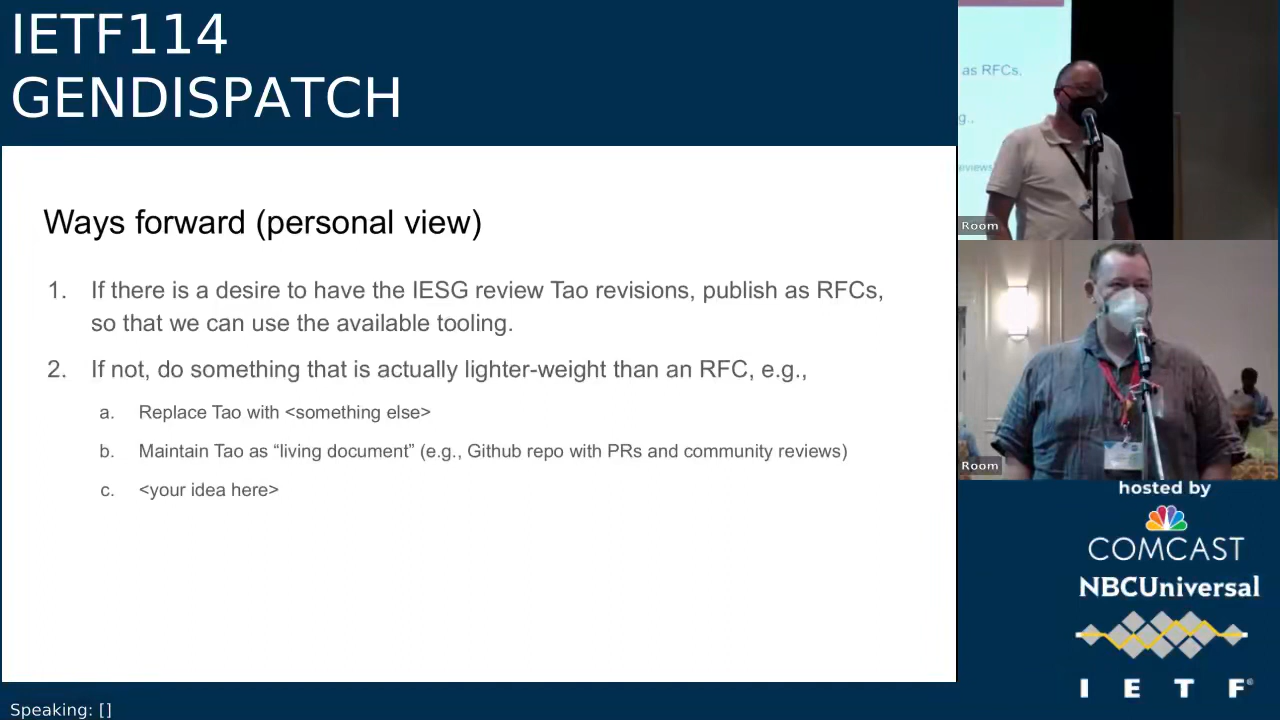 IETF114
GENDISPATCH
Ways forward (personal view)
1. If there is a desire to have the IESG review Tao revisions, publish as RFCs,
so that we can use the available tooling.
2. If not, do something that is actually lighter-weight than an RFC, e.g.,
a. Replace Tao with <something else>
b. Maintain Tao as “living document” (e.g., Github repo with PRs and community reviews)
c. <your idea here>
as RFCs,
g.,
eviews
Room
Room
hosted by
COMCAST
NBCUniversal
I E T F®
Speaking: []